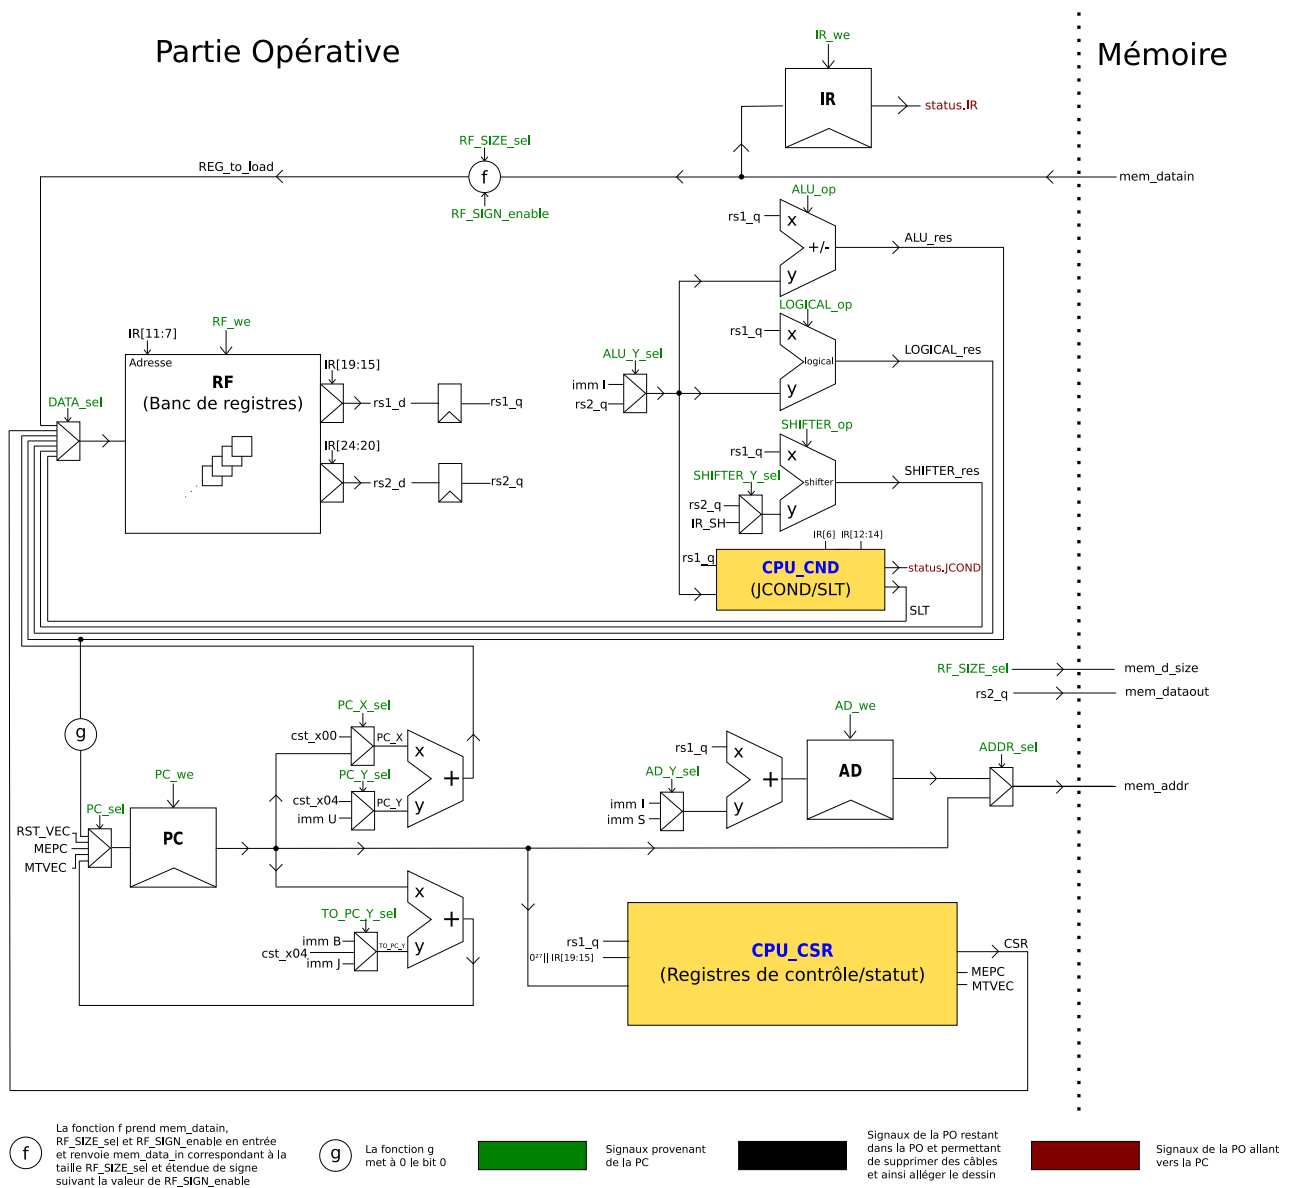 Partie Opérative
Mémoire
IR_we
IR
status.IR
RF_SIZE_sel
REG_to_load
f
mem_datain
RF_SIGN_enable
ALU_op
rs1_q
x
+/-
y
ALU_res
LOGICAL_op
rs1_q
x
logical
y
LOGICAL_res
IR[11:7]
RF_we
Adresse
RF
(Banc de registres)
IR[19:15]
rs1_d
rs1_q
IR[24:20]
rs2_d
rs2_q
DATA_sel
ALU_Y_sel
imm I
rs2_q
SHIFTER_op
rs1_q
x
shifter
y
SHIFTER_res
SHIFTER_Y_sel
rs2_q
IR_SH
IR[6]
IR[12:14]
rs1_q
CPU_CND
(JCOND/SLT)
status.JCOND
SLT
RF_SIZE_sel
mem_d_size
rs2_q
mem_dataout
g
PC_X_sel
cst_x00
PC_X
x
+
y
PC_Y_sel
cst_x04
PC_Y
imm U
PC_we
PC
PC_sel
RST_VEC
MEPC
MTVEC
AD_we
AD
rs1_q
x
+
y
AD_Y_sel
imm I
imm S
ADDR_sel
mem_addr
x
+
y
TO_PC_Y_sel
imm B
cst_x04
TO_PC_Y
imm J
rs1_q
0²⁷|| IR[19:15]
CPU_CSR
(Registres de contrôle/statut)
CSR
MEPC
MTVEC
f
La fonction f prend mem_datain,
RF_SIZE_sel et RF_SIGN_enable en entrée
et renvoie mem_data_in correspondant à la
taille RF_SIZE_sel et étendue de signe
suivant la valeur de RF_SIGN_enable
g
La fonction g
met à 0 le bit 0
Signaux provenant
de la PC
Signaux de la PO restant
dans la PO et permettant
de supprimer des câbles
et ainsi alléger le dessin
Signaux de la PO allant
vers la PC